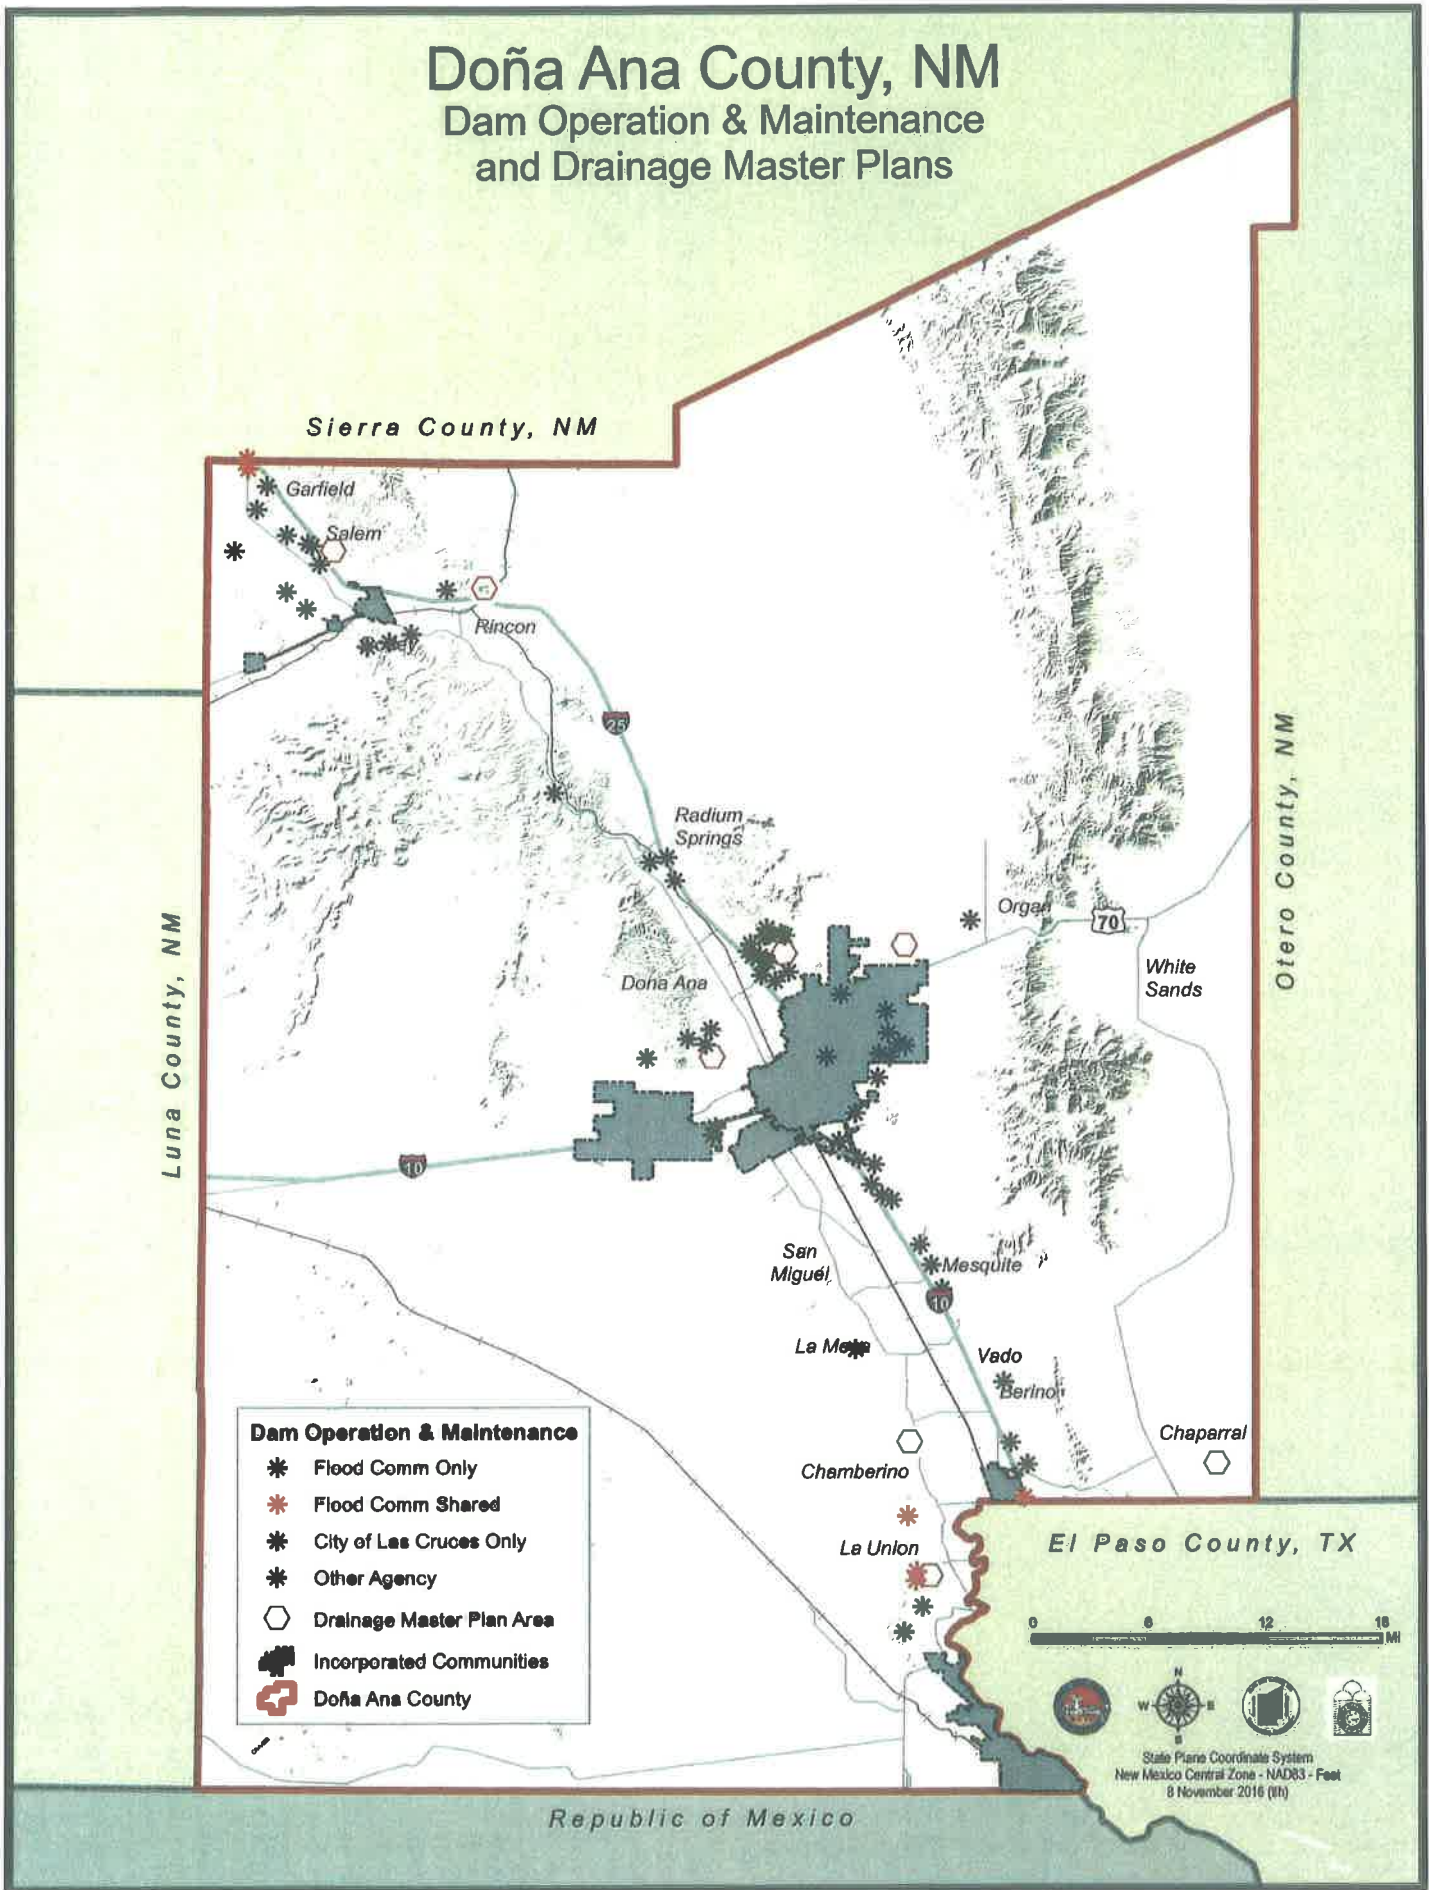 Doña Ana County, NM
Dam Operation & Maintenance
and Drainage Master Plans
Sierra County, NM
Garfield
Salem
Rincon
25
Radium
Springs
Organ
70
White
Sands
Dona Ana
Luna County, NM
Otero County, NM
10
San
Miguel
Mesquite
10
La Mesa
Vado
Berino
Chaparral
Chamberino
La Union
El Paso County, TX
Dam Operation & Maintenance
Flood Comm Only
Flood Comm Shared
City of Las Cruces Only
Other Agency
Drainage Master Plan Area
Incorporated Communities
Doña Ana County
0 6 12 18
MI
N
W E
S
State Plane Coordinate System
New Mexico Central Zone - NAD83 - Feet
8 November 2016 (llh)
Republic of Mexico